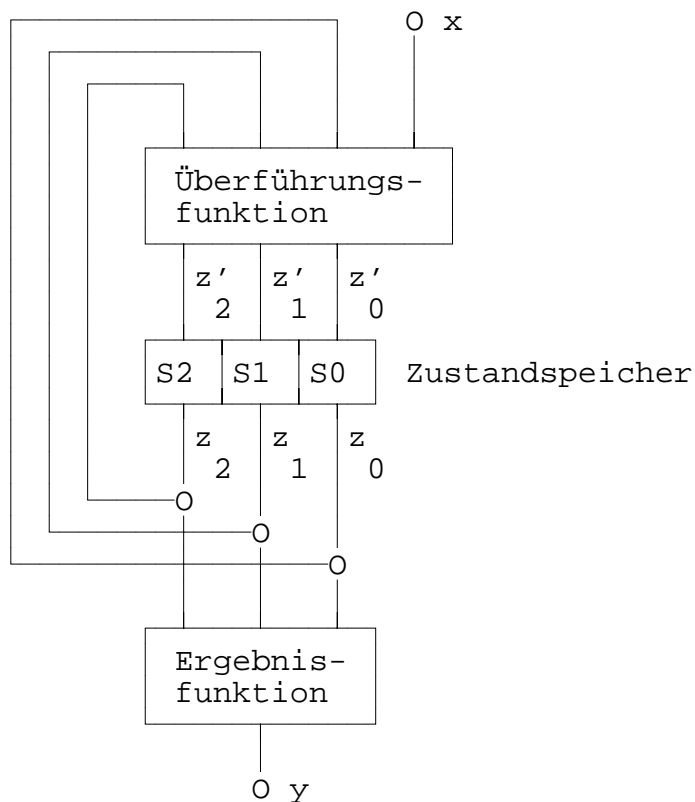 O x
Überführungs-
funktion
z' z' z'
2 1 0
S2 S1 S0 Zustandspeicher
z z z
2 1 0
O
O
O
Ergebnis-
funktion
O y